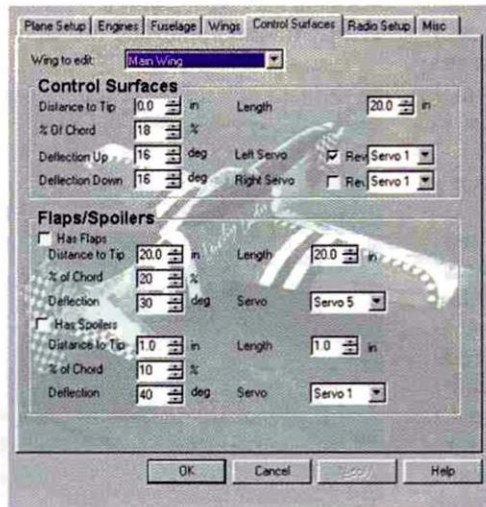 Plane Setup Engines Fuselage Wings Control Surfaces Radio Setup Misc
Wing to edit: Main Wing
Control Surfaces
Distance to Tip 0.0 in Length 20.0 in
% Of Chord 18 %
Deflection Up 16 deg Left Servo Rev Servo 1
Deflection Down 16 deg Right Servo Rev Servo 1
Flaps/Spoilers
Has Flaps
Distance to Tip 20.0 in Length 20.0 in
% of Chord 20 %
Deflection 30 deg Servo Servo 5
Has Spoilers
Distance to Tip 1.0 in Length 1.0 in
% of Chord 10 %
Deflection 40 deg Servo Servo 1
OK Cancel Apply Help